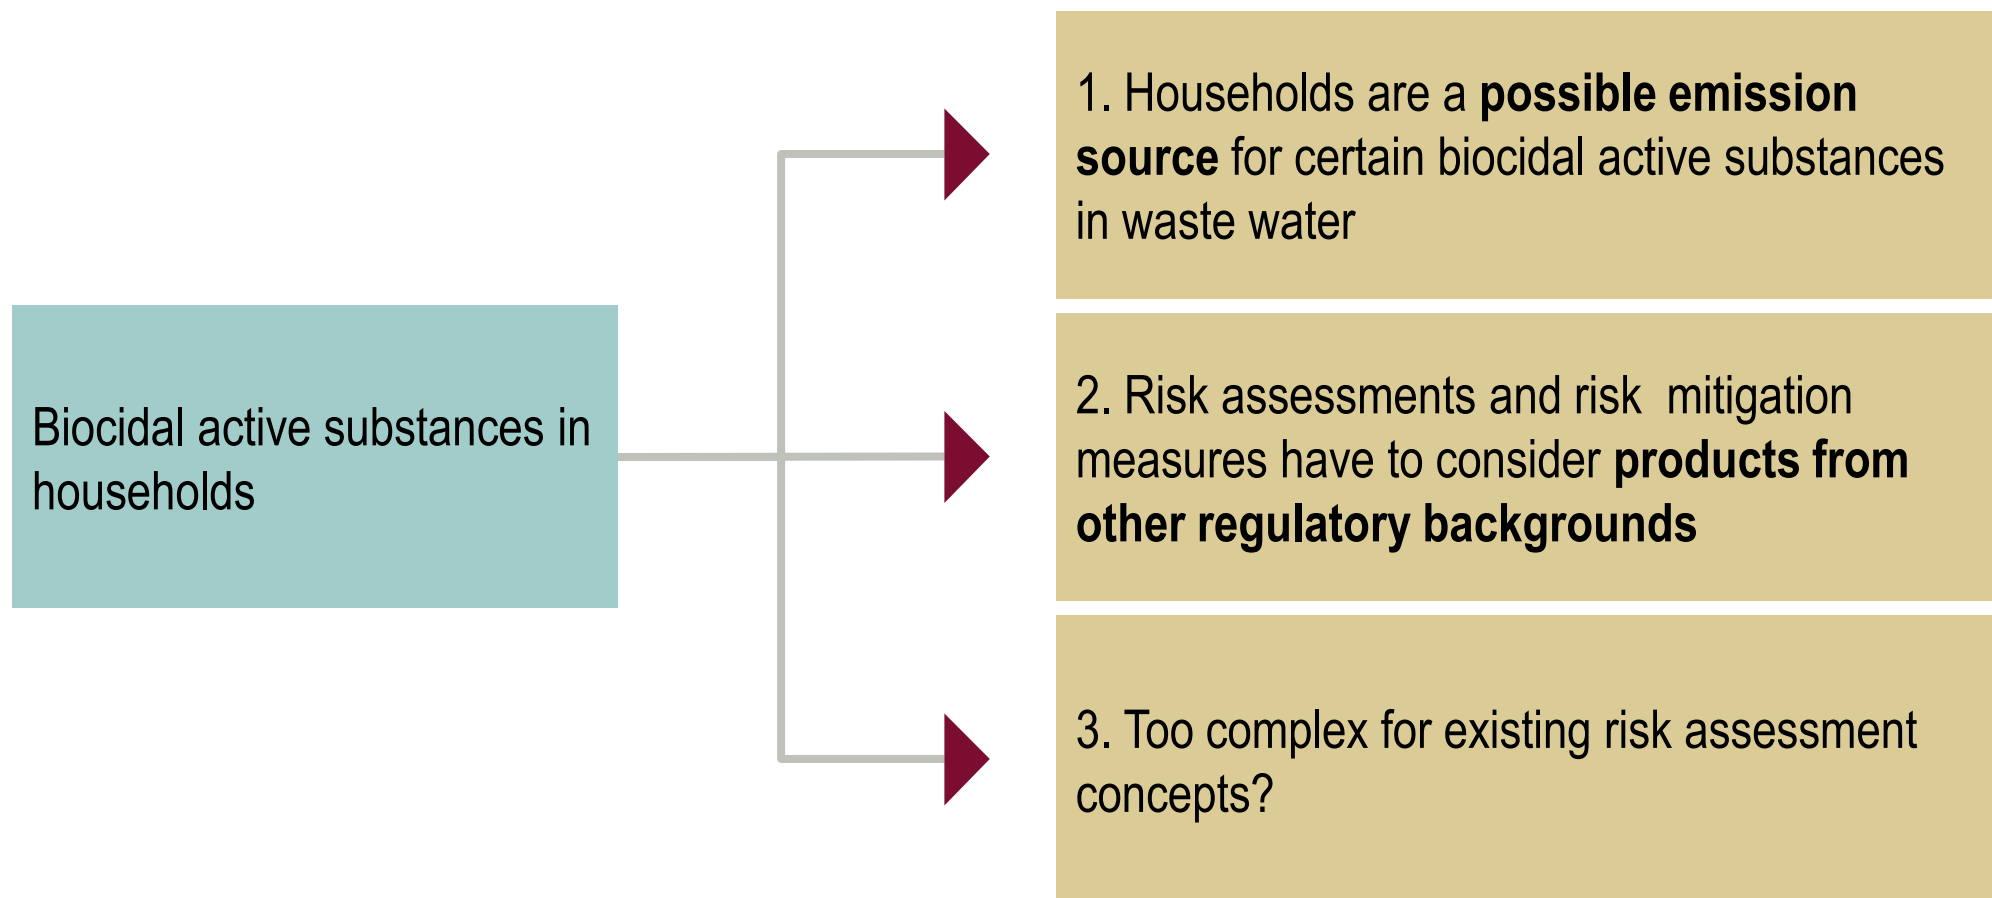 Biocidal active substances in
households
1. Households are a possible emission
source for certain biocidal active substances
in waste water
2. Risk assessments and risk  mitigation
measures have to consider products from
other regulatory backgrounds
3. Too complex for existing risk assessment
concepts?